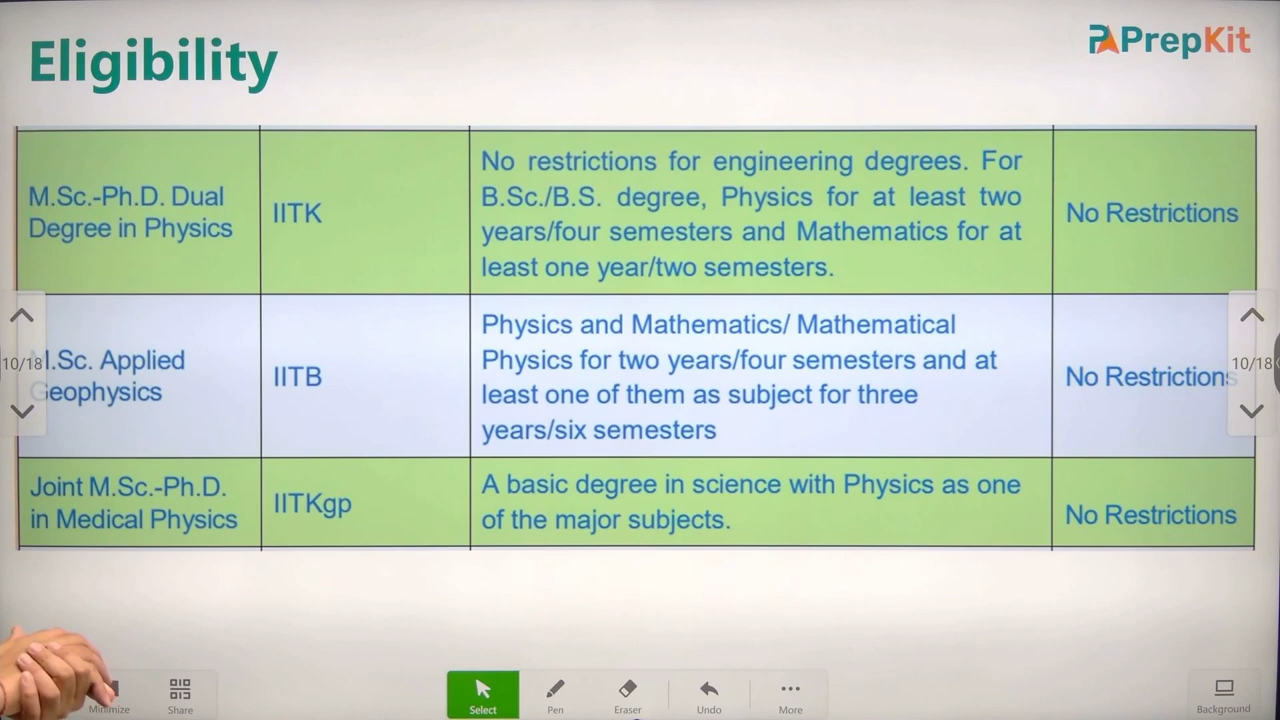 Eligibility
PrepKit
M.Sc.-Ph.D. Dual
Degree in Physics
IITK
No restrictions for engineering degrees. For
B.Sc./B.S. degree, Physics for at least two
years/four semesters and Mathematics for at
least one year/two semesters.
No Restrictions
M.Sc. Applied
Geophysics
IITB
Physics and Mathematics/ Mathematical
Physics for two years/four semesters and at
least one of them as subject for three
years/six semesters
No Restrictions
10/18
10/18
Joint M.Sc.-Ph.D.
in Medical Physics
IITKgp
A basic degree in science with Physics as one
of the major subjects.
No Restrictions
Minimize
Share
Select
Pen
Eraser
Undo
More
Background